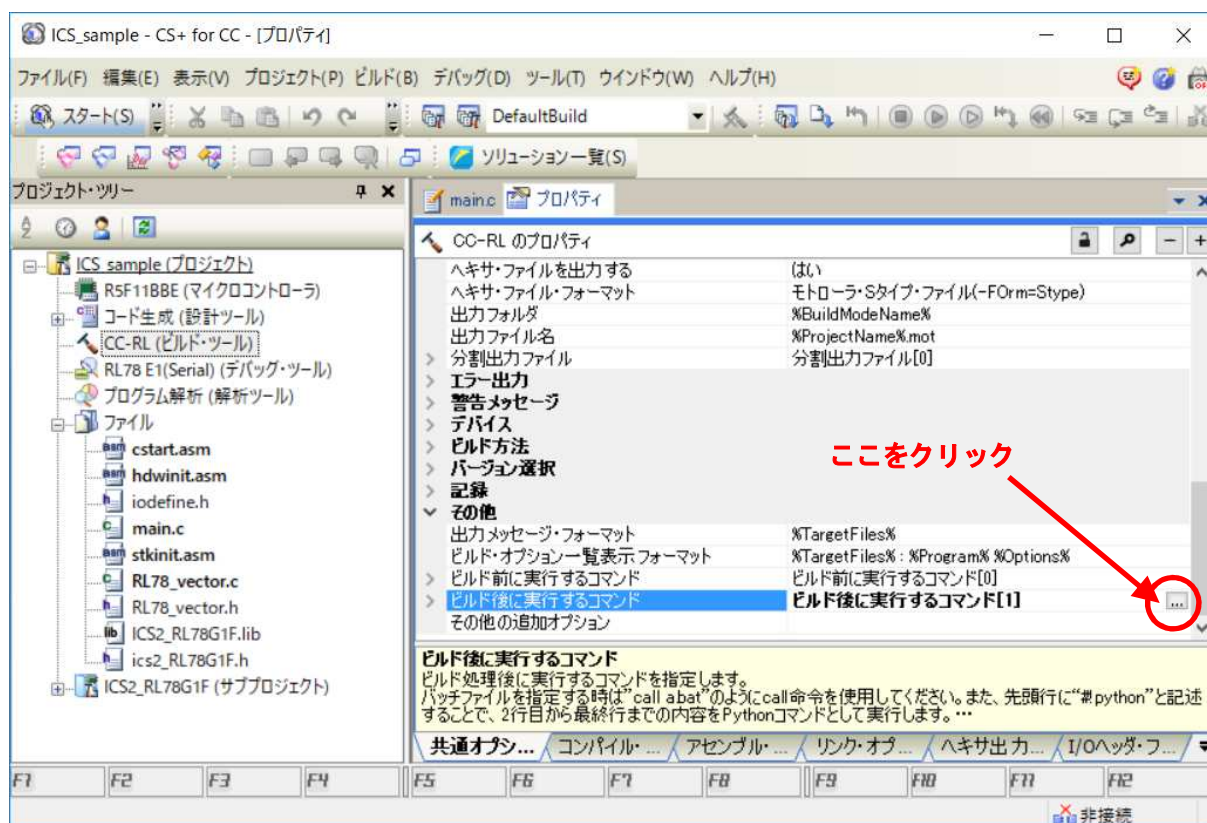 ICS_sample - CS+ for CC - [プロパティ]
ファイル(F) 編集(E) 表示(V) プロジェクト(P) ビルド(B) デバッグ(D) ツール(T) ウインドウ(W) ヘルプ(H)
スタート(S) DefaultBuild
ソリューション一覧(S)
プロジェクト・ツリー
ICS_sample (プロジェクト)
R5F11BBE (マイクロコントローラ)
コード生成 (設計ツール)
CC-RL (ビルド・ツール)
RL78 E1(Serial) (デバッグ・ツール)
プログラム解析 (解析ツール)
ファイル
cstart.asm
hdwinit.asm
iodefine.h
main.c
stkinit.asm
RL78_vector.c
RL78_vector.h
ICS2_RL78G1F.lib
ics2_RL78G1F.h
ICS2_RL78G1F (サブプロジェクト)
main.c プロパティ
CC-RL のプロパティ
ヘキサ・ファイルを出力する はい
ヘキサ・ファイル・フォーマット モトローラ・Sタイプ・ファイル(-FOrm=Stype)
出力フォルダ %BuildModeName%
出力ファイル名 %ProjectName%.mot
分割出力ファイル 分割出力ファイル[0]
エラー出力
警告メッセージ
デバイス
ビルド方法
バージョン選択
記録
その他
出力メッセージ・フォーマット %TargetFiles%
ビルド・オプション一覧表示フォーマット %TargetFiles% : %Program% %Options%
ビルド前に実行するコマンド ビルド前に実行するコマンド[0]
ビルド後に実行するコマンド ビルド後に実行するコマンド[1] ...
その他の追加オプション
ここをクリック
ビルド後に実行するコマンド
ビルド処理後に実行するコマンドを指定します。
バッチファイルを指定する時は"call a.bat"のようにcall命令を使用してください。また、先頭行に"#!python"と記述
することで、2行目から最終行までの内容をPythonコマンドとして実行します。…
共通オプシ... コンパイル・... アセンブル・... リンク・オプ... ヘキサ出力... I/Oヘッダ・フ...
F1 F2 F3 F4 F5 F6 F7 F8 F9 F10 F11 F12
非接続